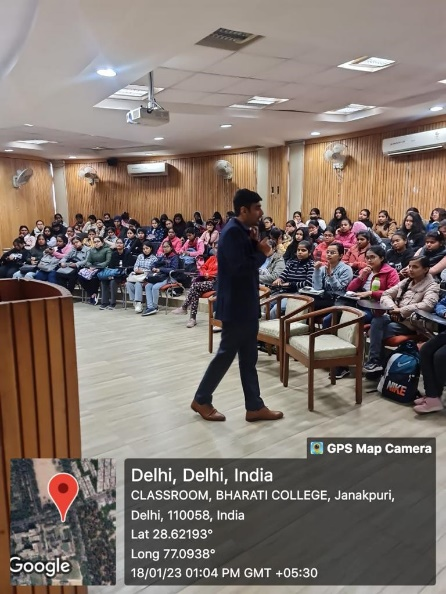 GPS Map Camera
Delhi, Delhi, India
CLASSROOM, BHARATI COLLEGE, Janakpuri,
Delhi, 110058, India
Lat 28.62193°
Long 77.0938°
18/01/23 01:04 PM GMT +05:30
Google
NIKE